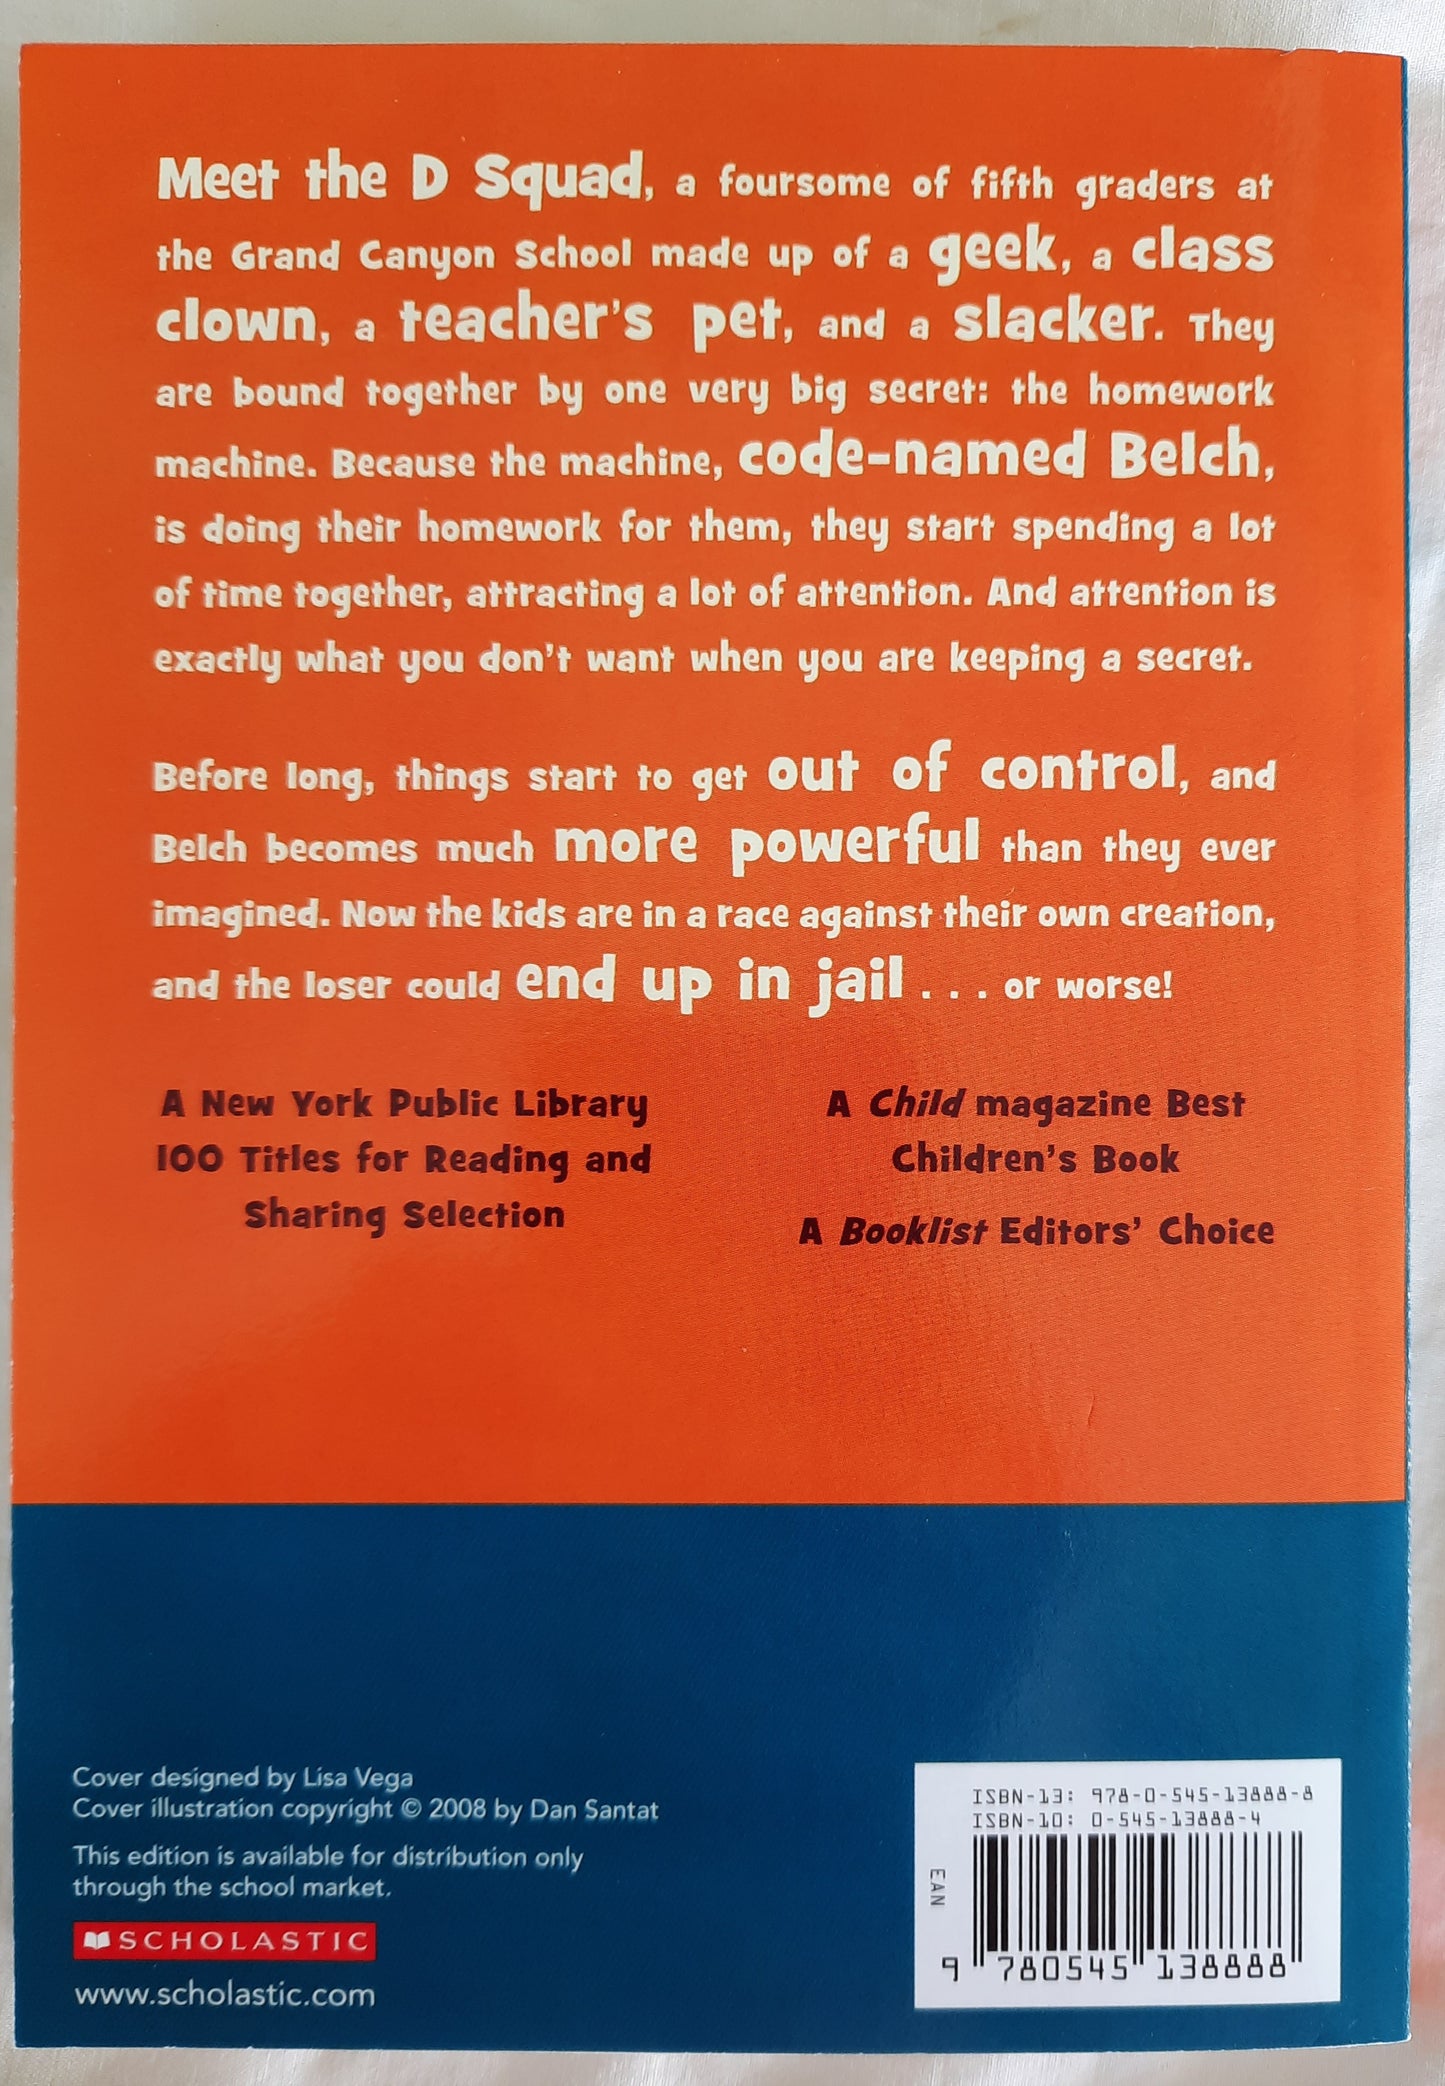 Meet the D Squad, a foursome of fifth graders at
the Grand Canyon School made up of a geek, a class
clown, a teacher's pet, and a slacker. They
are bound together by one very big secret: the homework
machine. Because the machine, code-named Belch,
is doing their homework for them, they start spending a lot
of time together, attracting a lot of attention. And attention is
exactly what you don't want when you are keeping a secret.
Before long, things start to get out of control, and
Belch becomes much more powerful than they ever
imagined. Now the kids are in a race against their own creation,
and the loser could end up in jail . . . or worse!
A New York Public Library
100 Titles for Reading and
Sharing Selection
A Child magazine Best
Children's Book
A Booklist Editors' Choice
Cover designed by Lisa Vega
Cover illustration copyright © 2008 by Dan Santat
This edition is available for distribution only
through the school market.
SCHOLASTIC
www.scholastic.com
ISBN-13: 978-0-545-13888-8
ISBN-10: 0-545-13888-4
EAN
9 780545 138888